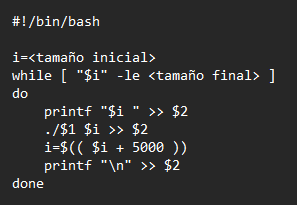 #!/bin/bash

i=<tamaño inicial>
while [ "$i" -le <tamaño final> ]
do
    printf "$i " >> $2
    ./$1 $i >> $2
    i=$(( $i + 5000 ))
    printf "\n" >> $2
done